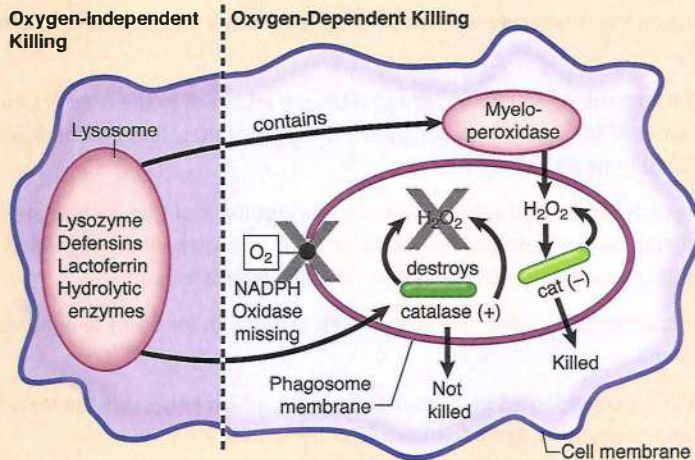 Oxygen-Independent
Killing
Oxygen-Dependent Killing
Lysosome
contains
Myelo-
peroxidase
Lysozyme
Defensins
Lactoferrin
Hydrolytic
enzymes
O₂
NADPH
Oxidase
missing
H₂O₂
destroys
catalase (+)
H₂O₂
cat (–)
Killed
Not
killed
Phagosome
membrane
Cell membrane